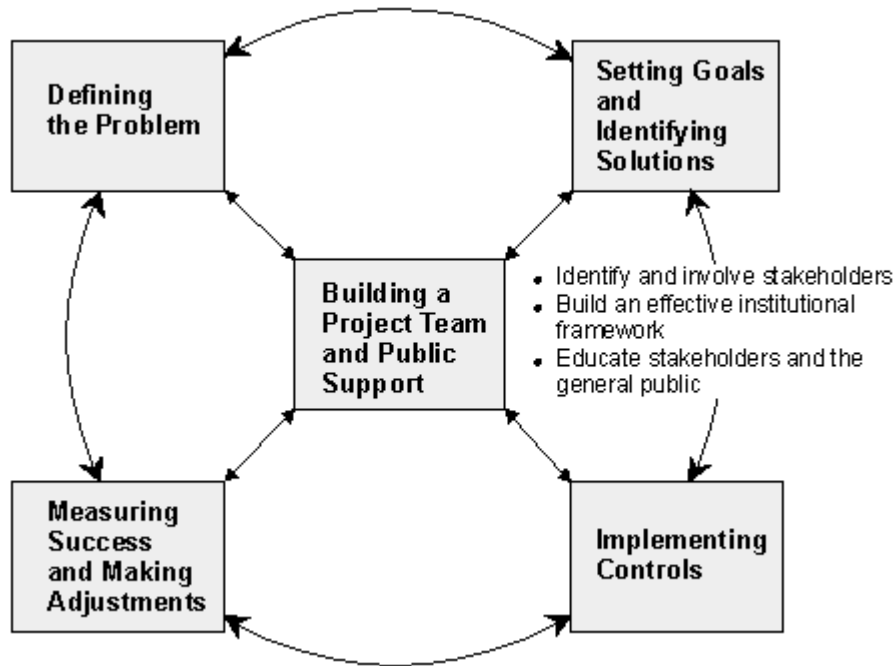 Defining
the Problem
Setting Goals
and
Identifying
Solutions
Building a
Project Team
and Public
Support
• Identify and involve stakeholders
• Build an effective institutional
framework
• Educate stakeholders and the
general public
Measuring
Success
and Making
Adjustments
Implementing
Controls